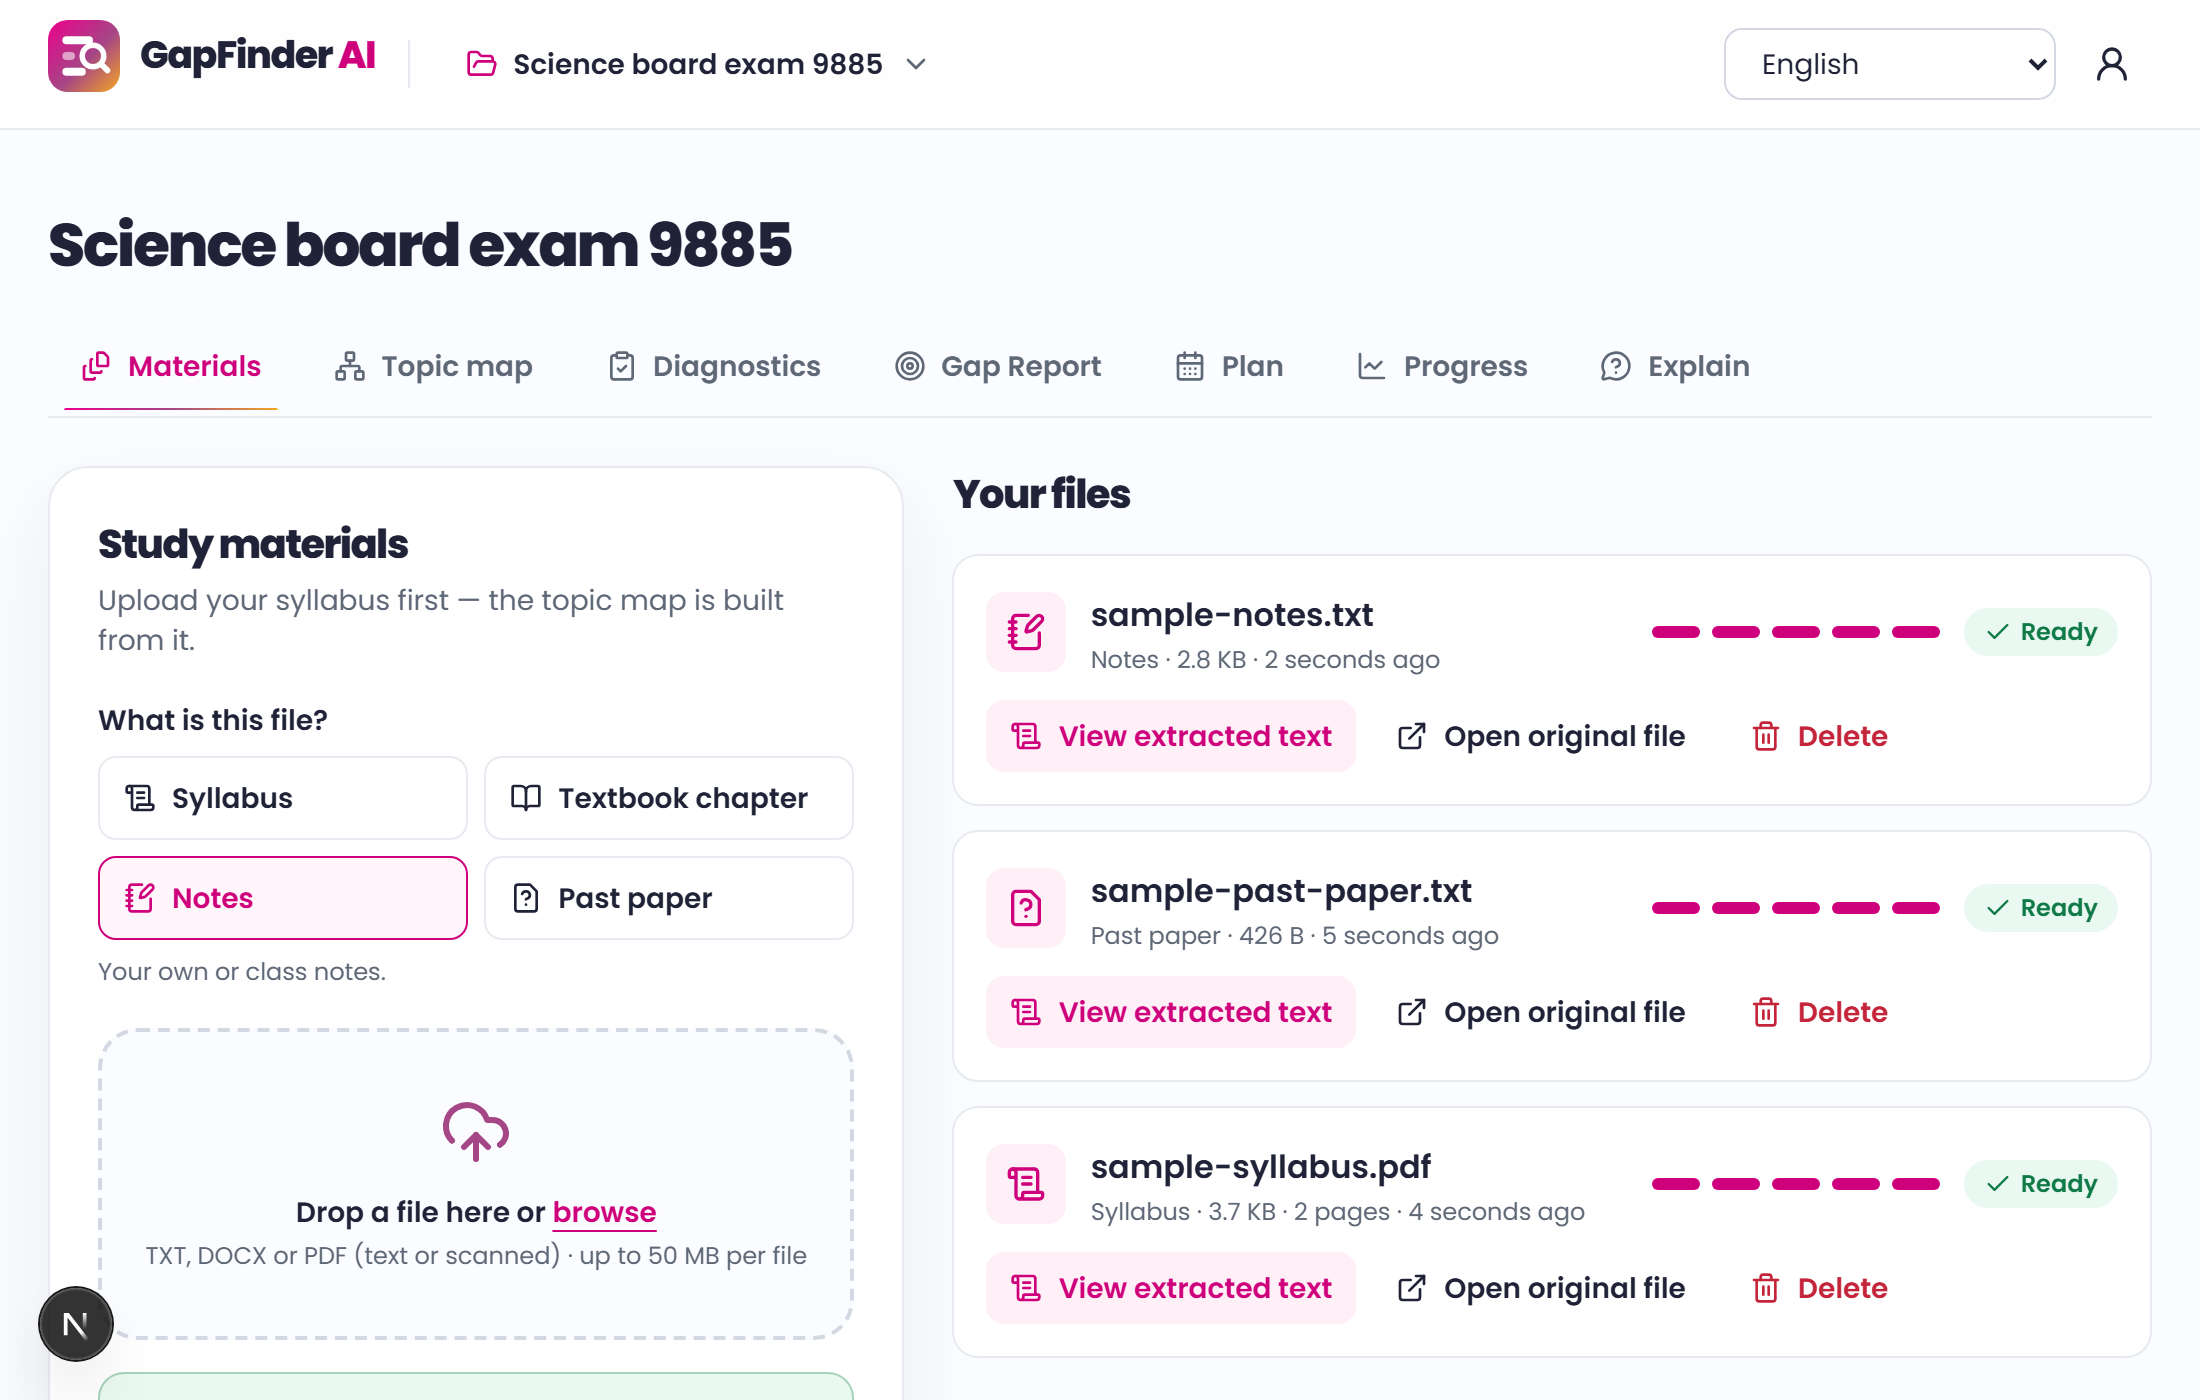 GapFinder AI
Science board exam 9885
English
Science board exam 9885
Materials
Topic map
Diagnostics
Gap Report
Plan
Progress
Explain
Study materials
Upload your syllabus first — the topic map is built
from it.
What is this file?
Syllabus
Textbook chapter
Notes
Past paper
Your own or class notes.
Drop a file here or browse
TXT, DOCX or PDF (text or scanned) · up to 50 MB per file
N
Your files
sample-notes.txt
Notes · 2.8 KB · 2 seconds ago
Ready
View extracted text
Open original file
Delete
sample-past-paper.txt
Past paper · 426 B · 5 seconds ago
Ready
View extracted text
Open original file
Delete
sample-syllabus.pdf
Syllabus · 3.7 KB · 2 pages · 4 seconds ago
Ready
View extracted text
Open original file
Delete